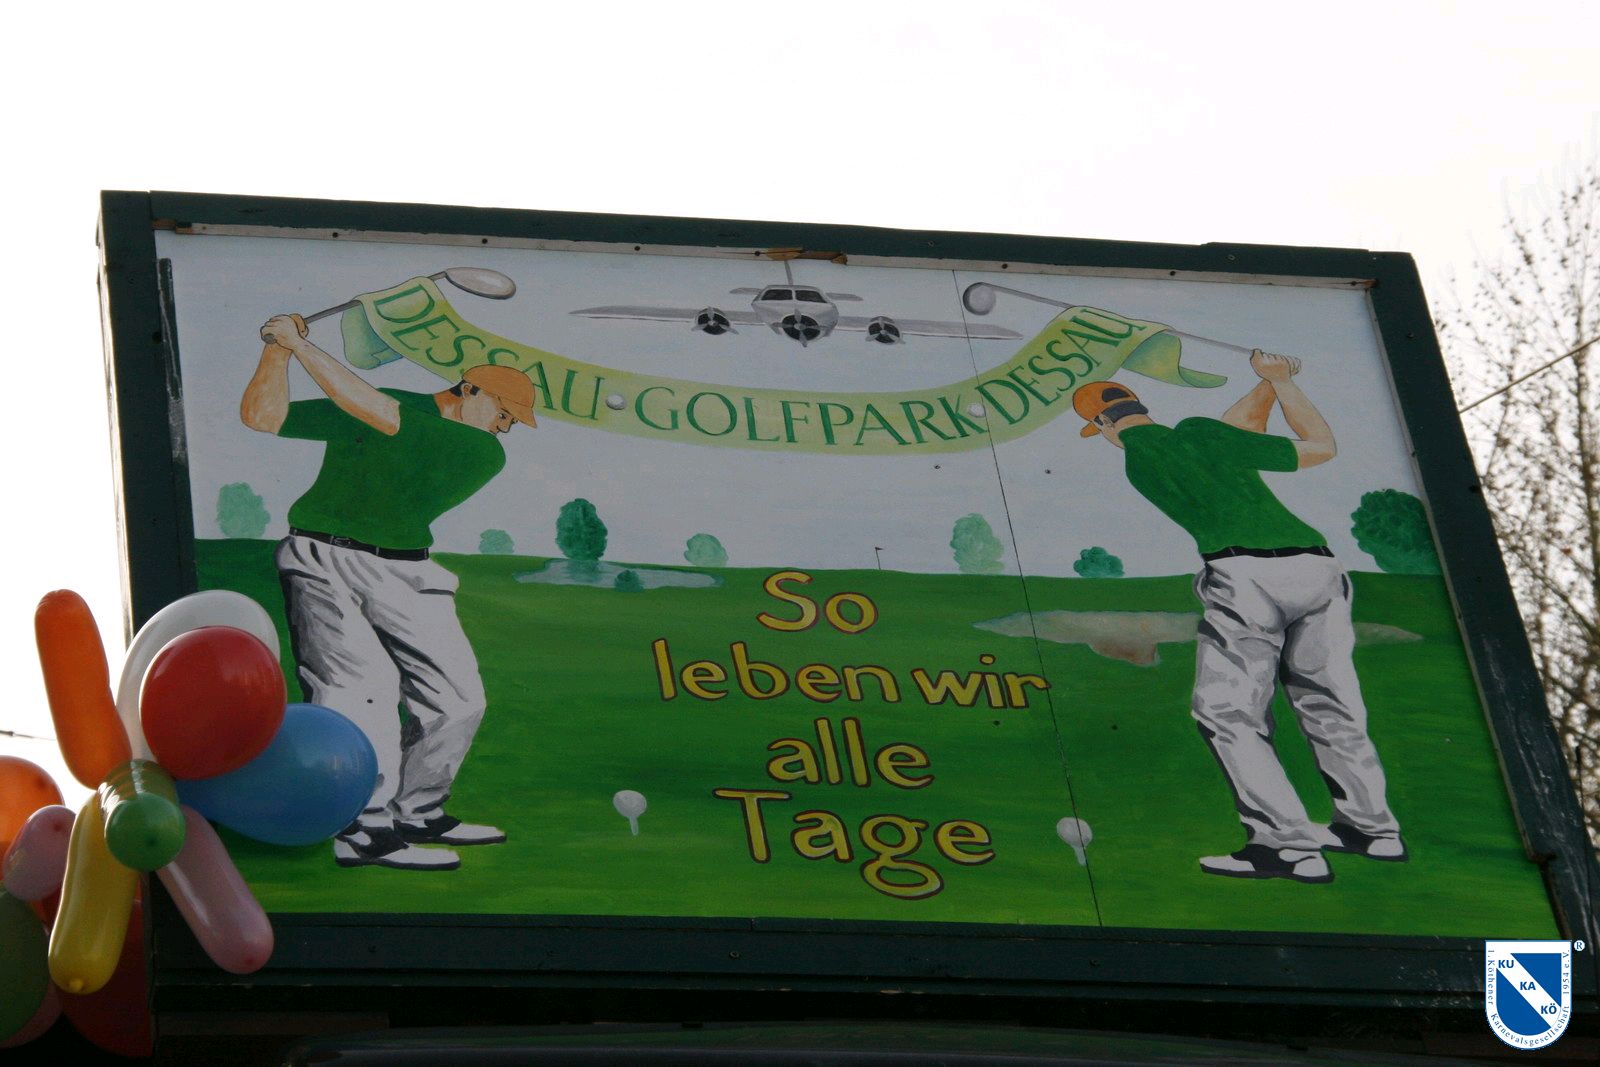 DESSAU·GOLFPARK·DESSAU
So
leben wir
alle
Tage
KU
KA
KÖ
1. Köthener Karnevalsgesellschaft 1954 e.V.
®